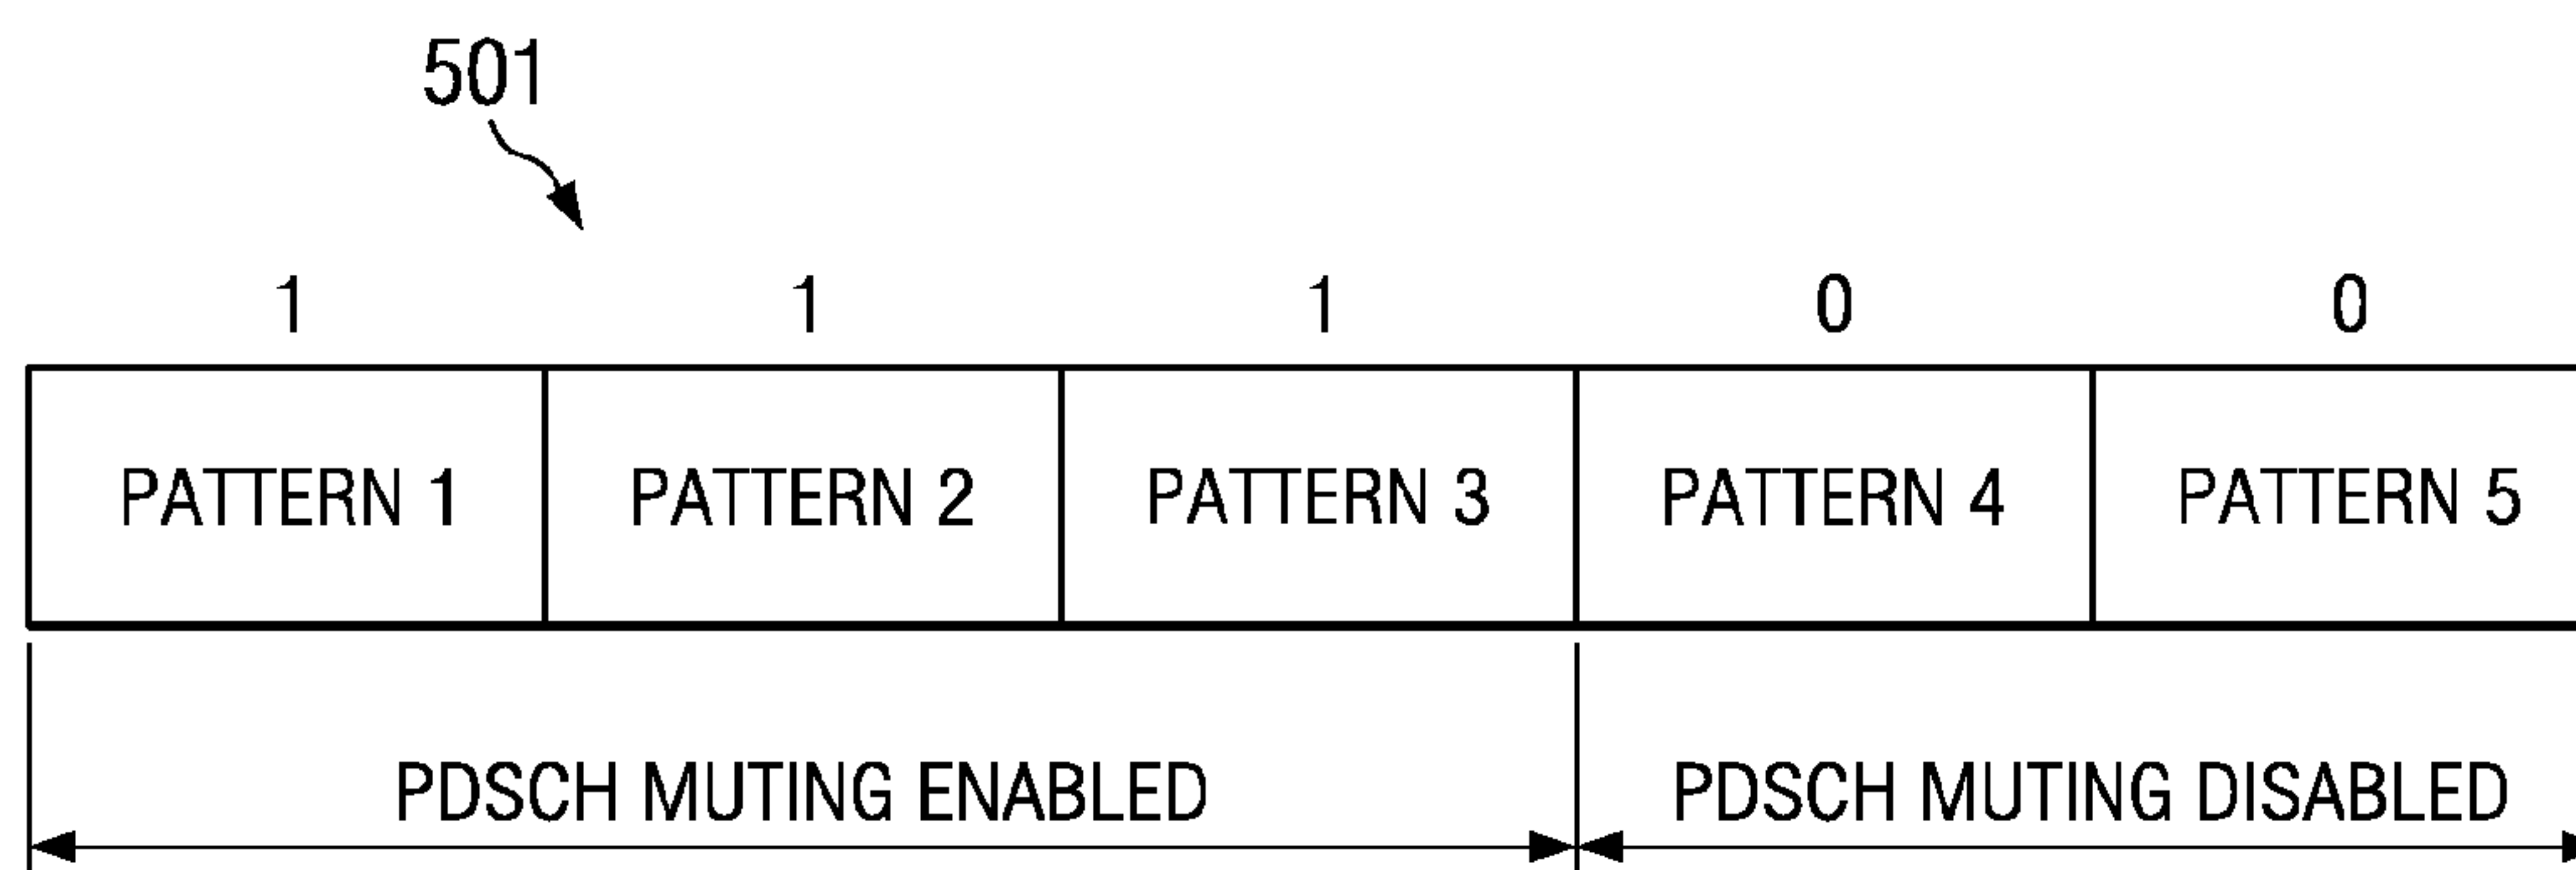 501
1 1 1 0 0
PATTERN 1 PATTERN 2 PATTERN 3 PATTERN 4 PATTERN 5
PDSCH MUTING ENABLED PDSCH MUTING DISABLED